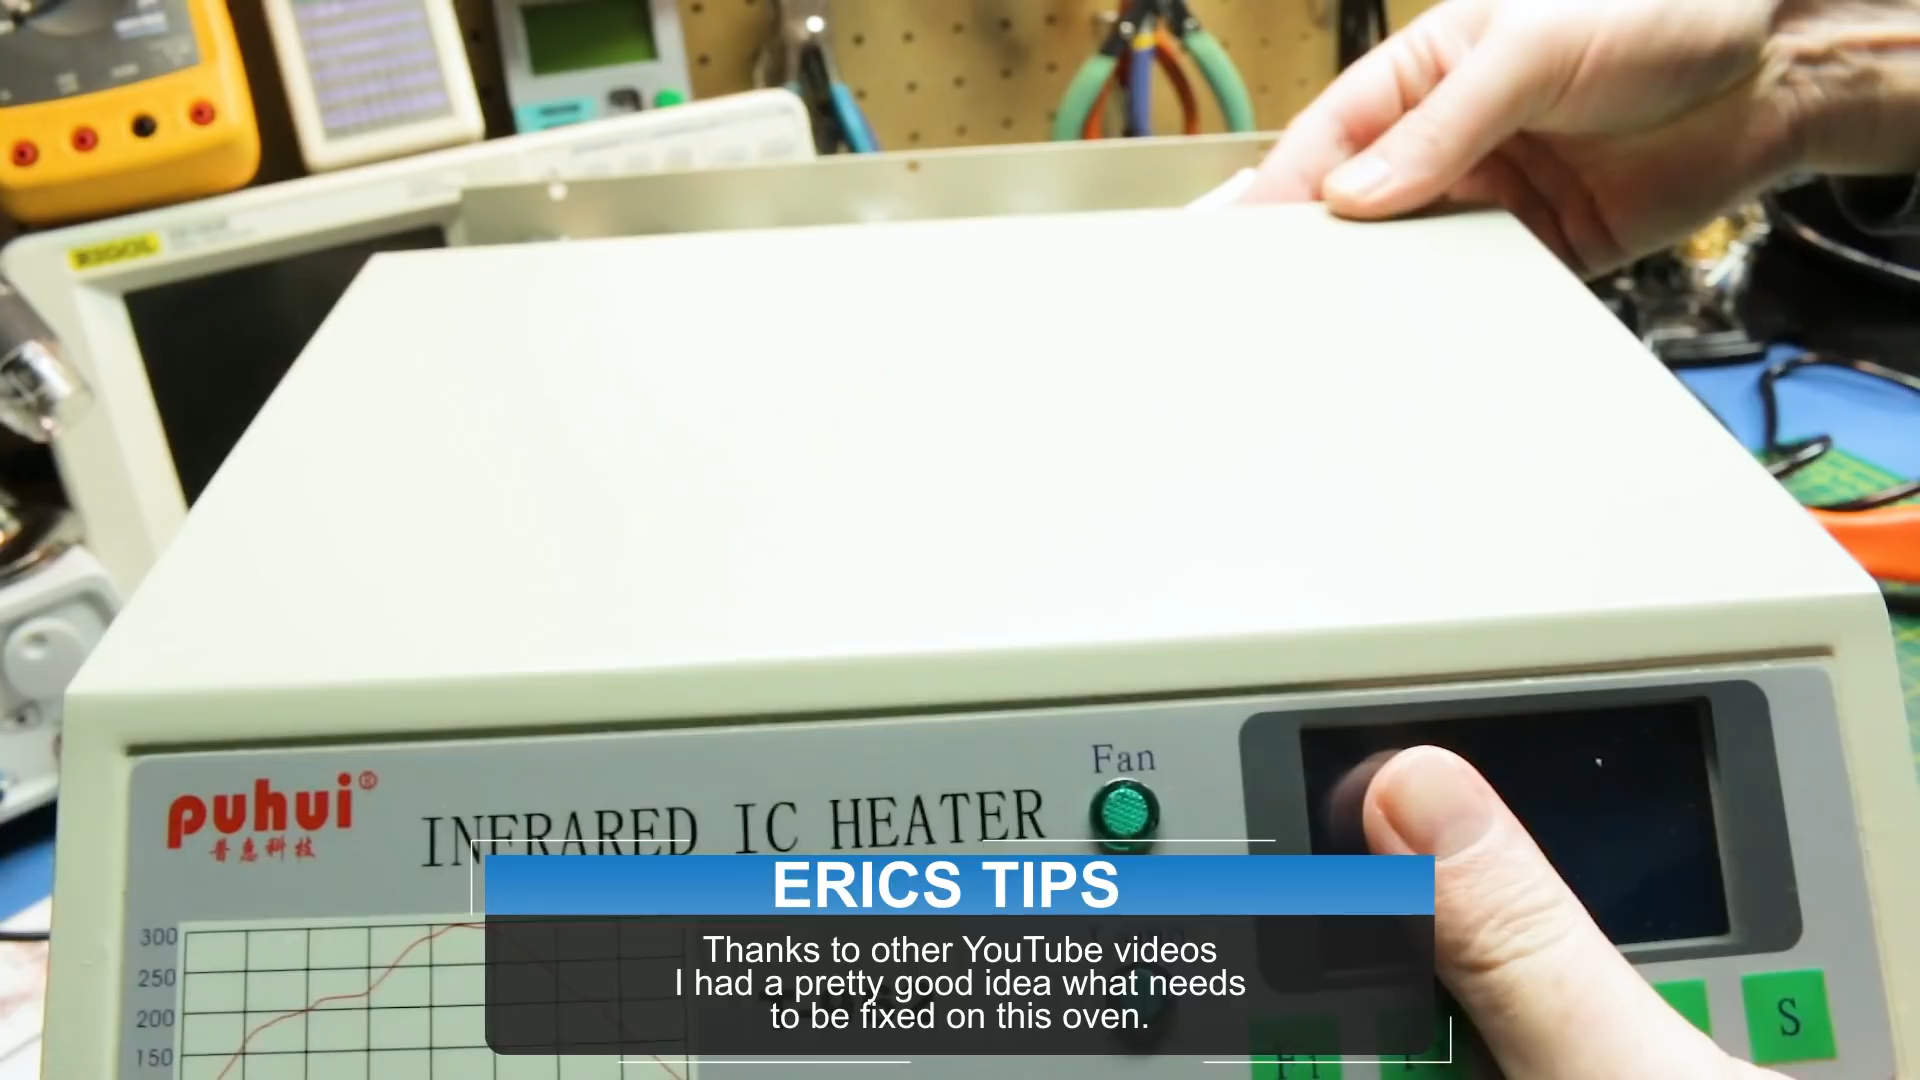 RIGOL
puhui®
普惠科技
INFRARED IC HEATER
Fan
300
250
200
150
S
ERICS TIPS
Thanks to other YouTube videos
I had a pretty good idea what needs
to be fixed on this oven.